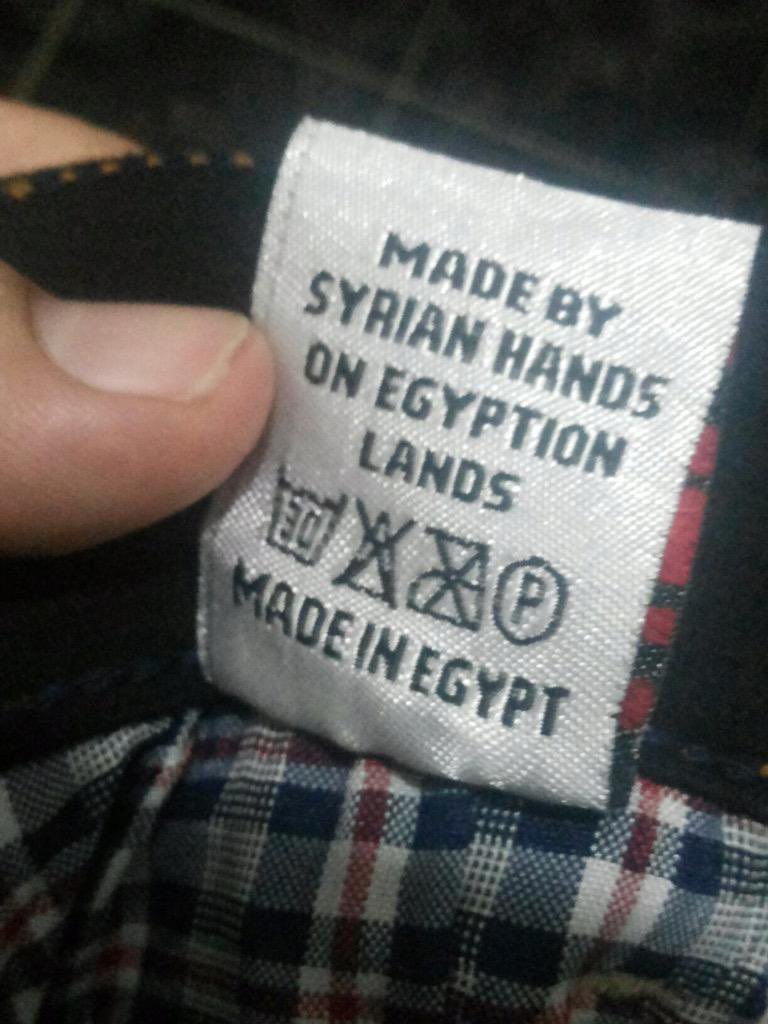 MADE BY
SYRIAN HANDS
ON EGYPTION
LANDS
P
MADE IN EGYPT